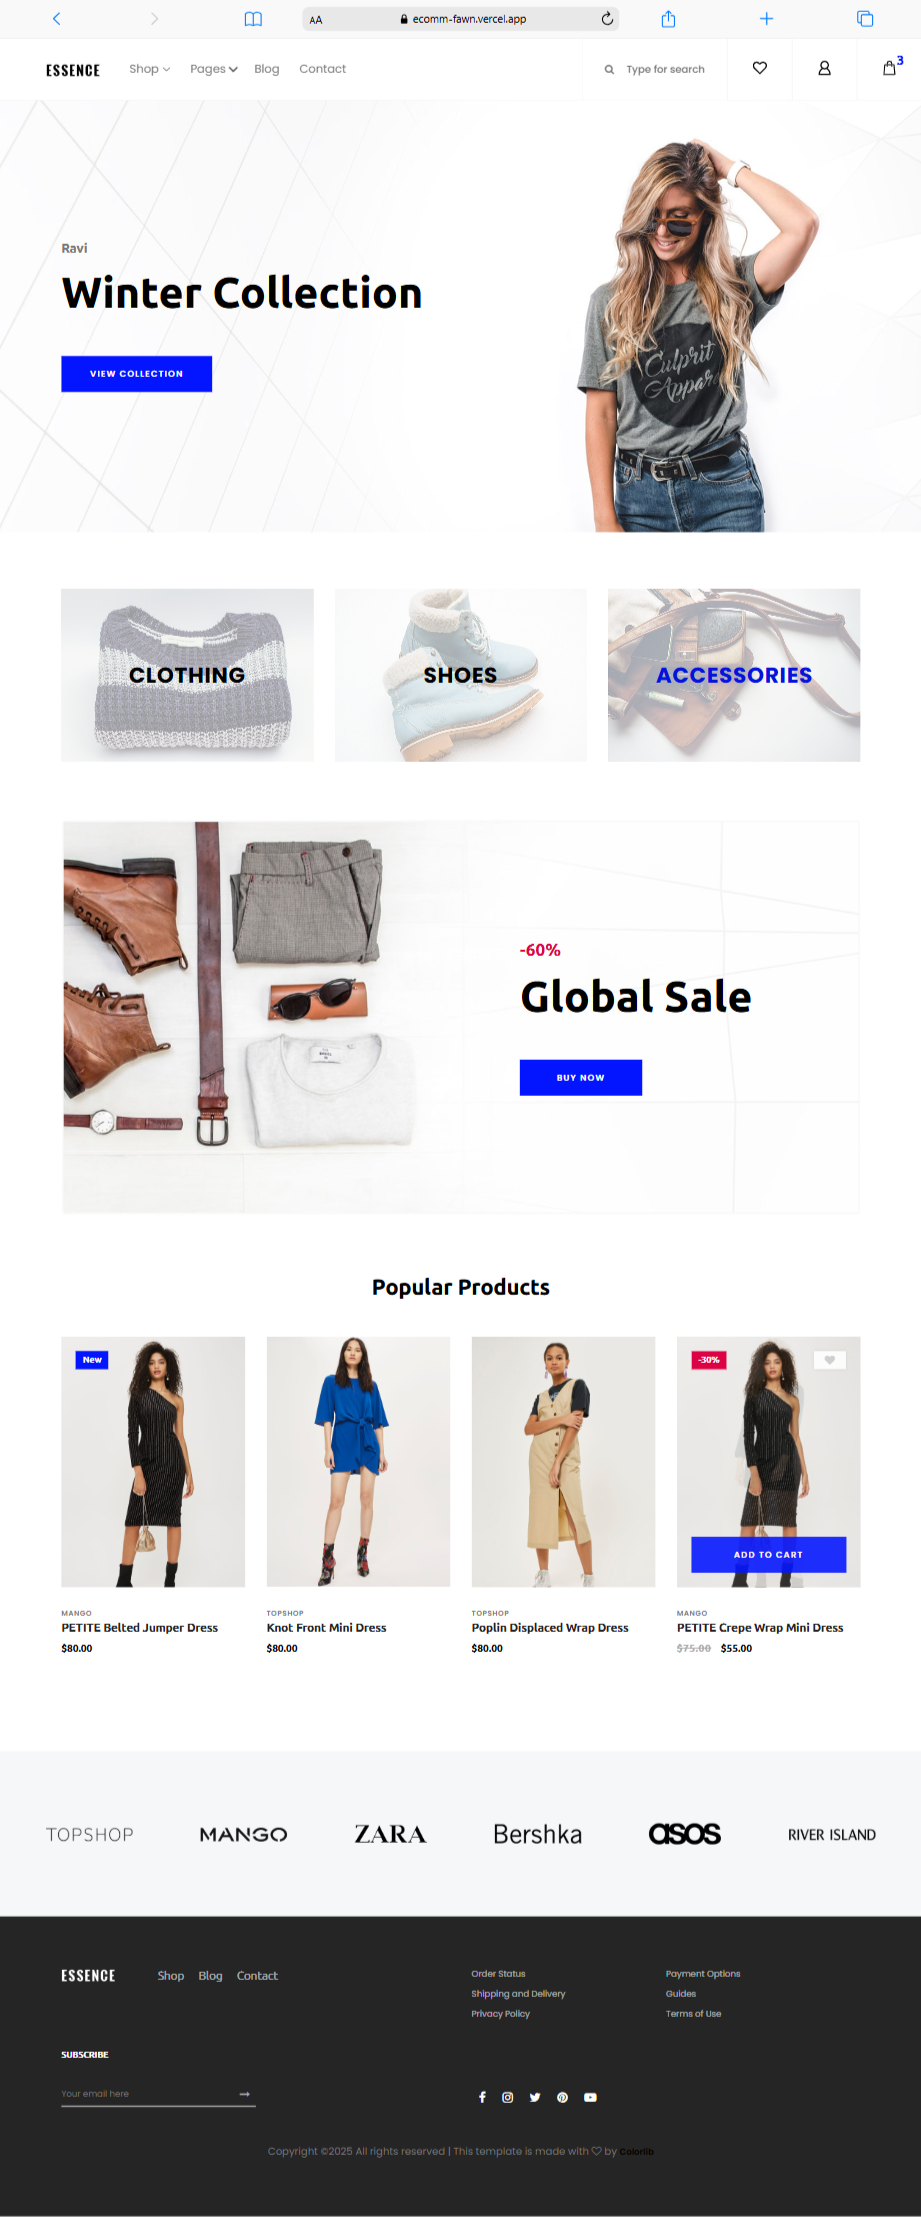 AA ecomm-fawn.vercel.app
ESSENCE Shop Pages Blog Contact Type for search 3
Ravi
Winter Collection
VIEW COLLECTION
Culprit
Apparel
CLOTHING SHOES ACCESSORIES
-60%
Global Sale
BUY NOW
Popular Products
New -30%
ADD TO CART
MANGO TOPSHOP TOPSHOP MANGO
PETITE Belted Jumper Dress Knot Front Mini Dress Poplin Displaced Wrap Dress PETITE Crepe Wrap Mini Dress
$80.00 $80.00 $80.00 $75.00 $55.00
TOPSHOP MANGO ZARA Bershka asos RIVER ISLAND
ESSENCE Shop Blog Contact Order Status Payment Options
Shipping and Delivery Guides
Privacy Policy Terms of Use
SUBSCRIBE
Your email here
Copyright ©2025 All rights reserved | This template is made with ♡ by Colorlib